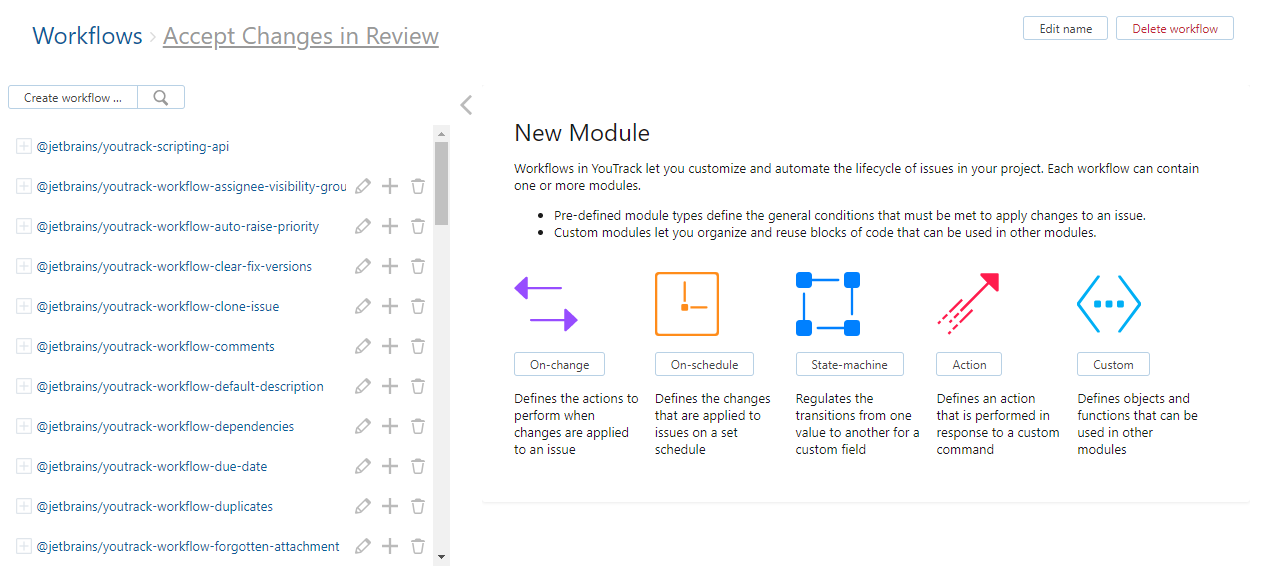 Workflows › Accept Changes in Review
Edit name
Delete workflow
Create workflow ...
@jetbrains/youtrack-scripting-api
@jetbrains/youtrack-workflow-assignee-visibility-grou
@jetbrains/youtrack-workflow-auto-raise-priority
@jetbrains/youtrack-workflow-clear-fix-versions
@jetbrains/youtrack-workflow-clone-issue
@jetbrains/youtrack-workflow-comments
@jetbrains/youtrack-workflow-default-description
@jetbrains/youtrack-workflow-dependencies
@jetbrains/youtrack-workflow-due-date
@jetbrains/youtrack-workflow-duplicates
@jetbrains/youtrack-workflow-forgotten-attachment
New Module
Workflows in YouTrack let you customize and automate the lifecycle of issues in your project. Each workflow can contain
one or more modules.
• Pre-defined module types define the general conditions that must be met to apply changes to an issue.
• Custom modules let you organize and reuse blocks of code that can be used in other modules.
On-change
Defines the actions to
perform when
changes are applied
to an issue
On-schedule
Defines the changes
that are applied to
issues on a set
schedule
State-machine
Regulates the
transitions from one
value to another for a
custom field
Action
Defines an action
that is performed in
response to a custom
command
Custom
Defines objects and
functions that can be
used in other
modules